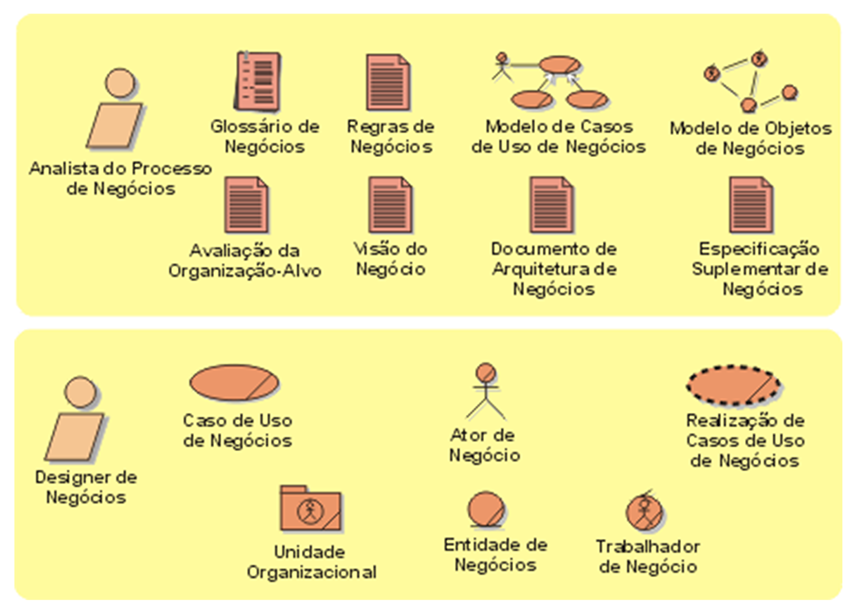 Analista do Processo
de Negócios
Glossário de
Negócios
Regras de
Negócios
Modelo de Casos
de Uso de Negócios
Modelo de Objetos
de Negócios
Avaliação da
Organização-Alvo
Visão do
Negócio
Documento de
Arquitetura de
Negócios
Especificação
Suplementar de
Negócios
Designer de
Negócios
Caso de Uso
de Negócios
Ator de
Negócio
Realização de
Casos de Uso
de Negócios
Unidade
Organizacional
Entidade de
Negócios
Trabalhador
de Negócio